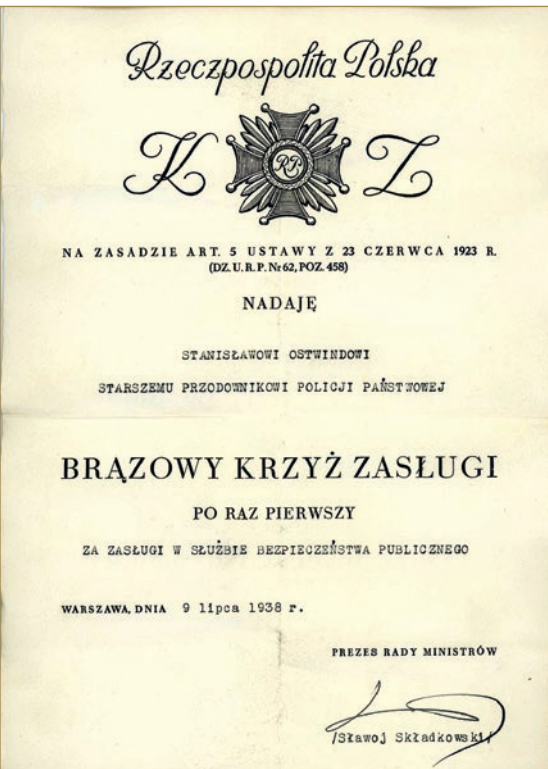 Rzeczpospolita Polska
K RP Z
NA ZASADZIE ART. 5 USTAWY Z 23 CZERWCA 1923 R.
(DZ. U. R. P. Nr 62, POZ. 458)
NADAJĘ
STANISŁAWOWI OSTWINDOWI
STARSZEMU PRZODOWNIKOWI POLICJI PAŃSTWOWEJ
BRĄZOWY KRZYŻ ZASŁUGI
PO RAZ PIERWSZY
ZA ZASŁUGI W SŁUŻBIE BEZPIECZEŃSTWA PUBLICZNEGO
WARSZAWA, DNIA 9 lipca 1938 r.
PREZES RADY MINISTRÓW
/Sławoj Składkowski/